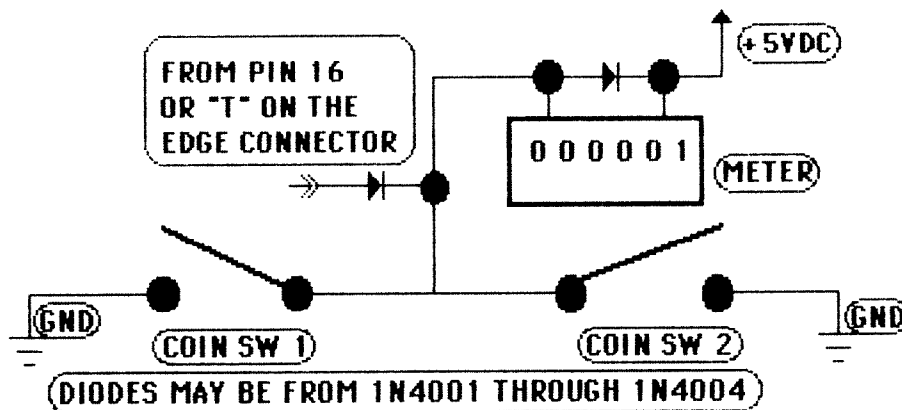 FROM PIN 16
OR "T" ON THE
EDGE CONNECTOR
+5VDC
000001
METER
GND
COIN SW 1
COIN SW 2
GND
DIODES MAY BE FROM 1N4001 THROUGH 1N4004